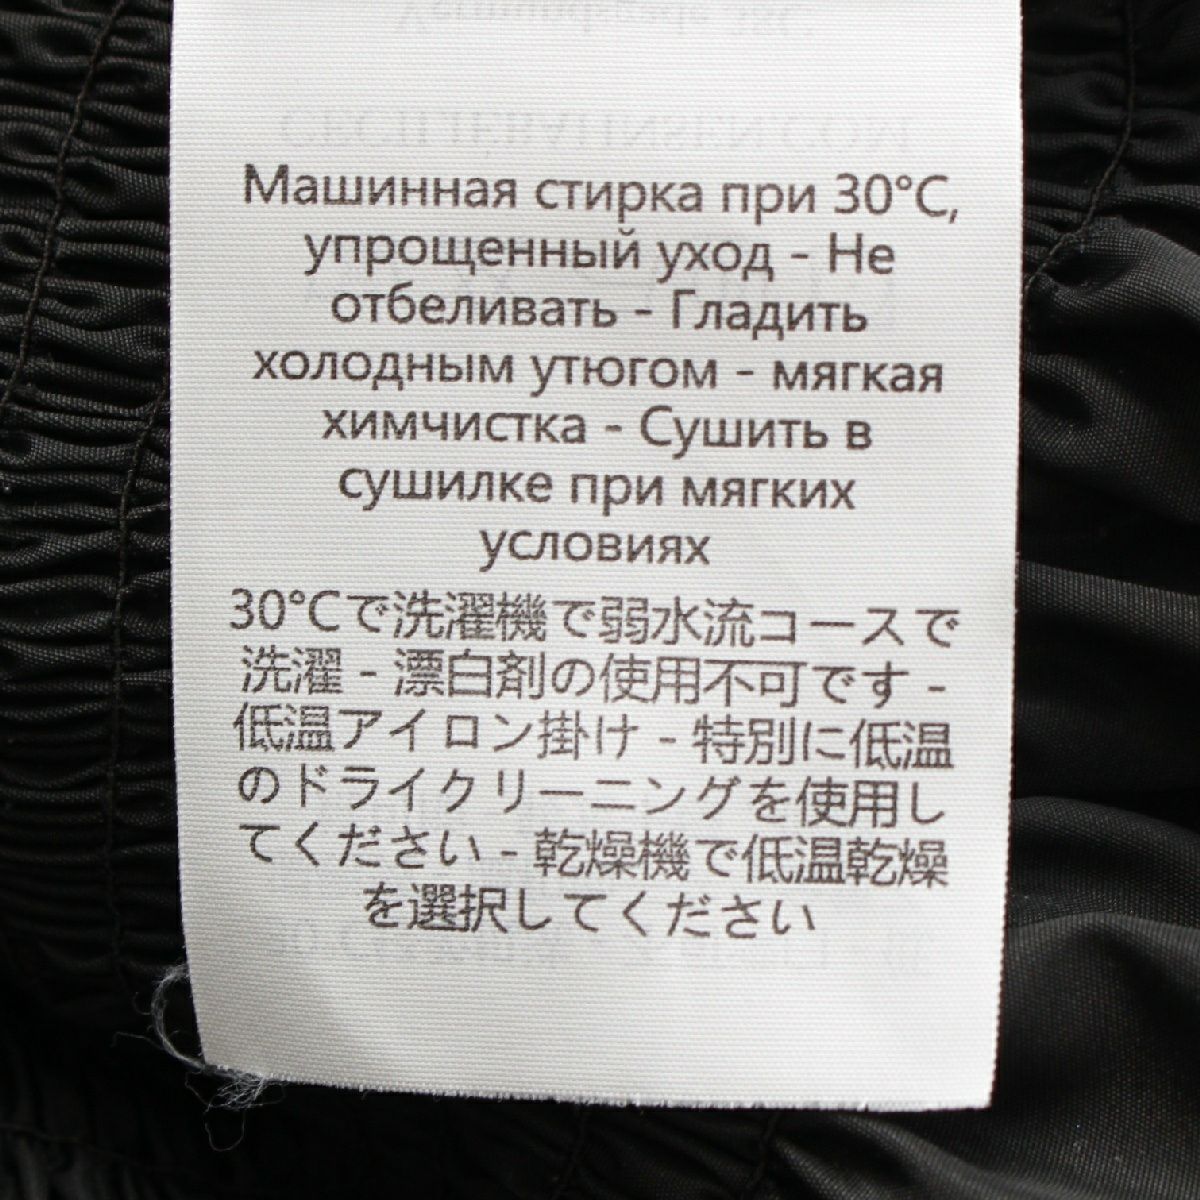 Машинная стирка при 30°C,
упрощенный уход - Не
отбеливать - Гладить
холодным утюгом - мягкая
химчистка - Сушить в
сушилке при мягких
условиях
30°Cで洗濯機で弱水流コースで
洗濯 - 漂白剤の使用不可です -
低温アイロン掛け - 特別に低温
のドライクリーニングを使用し
てください - 乾燥機で低温乾燥
を選択してください